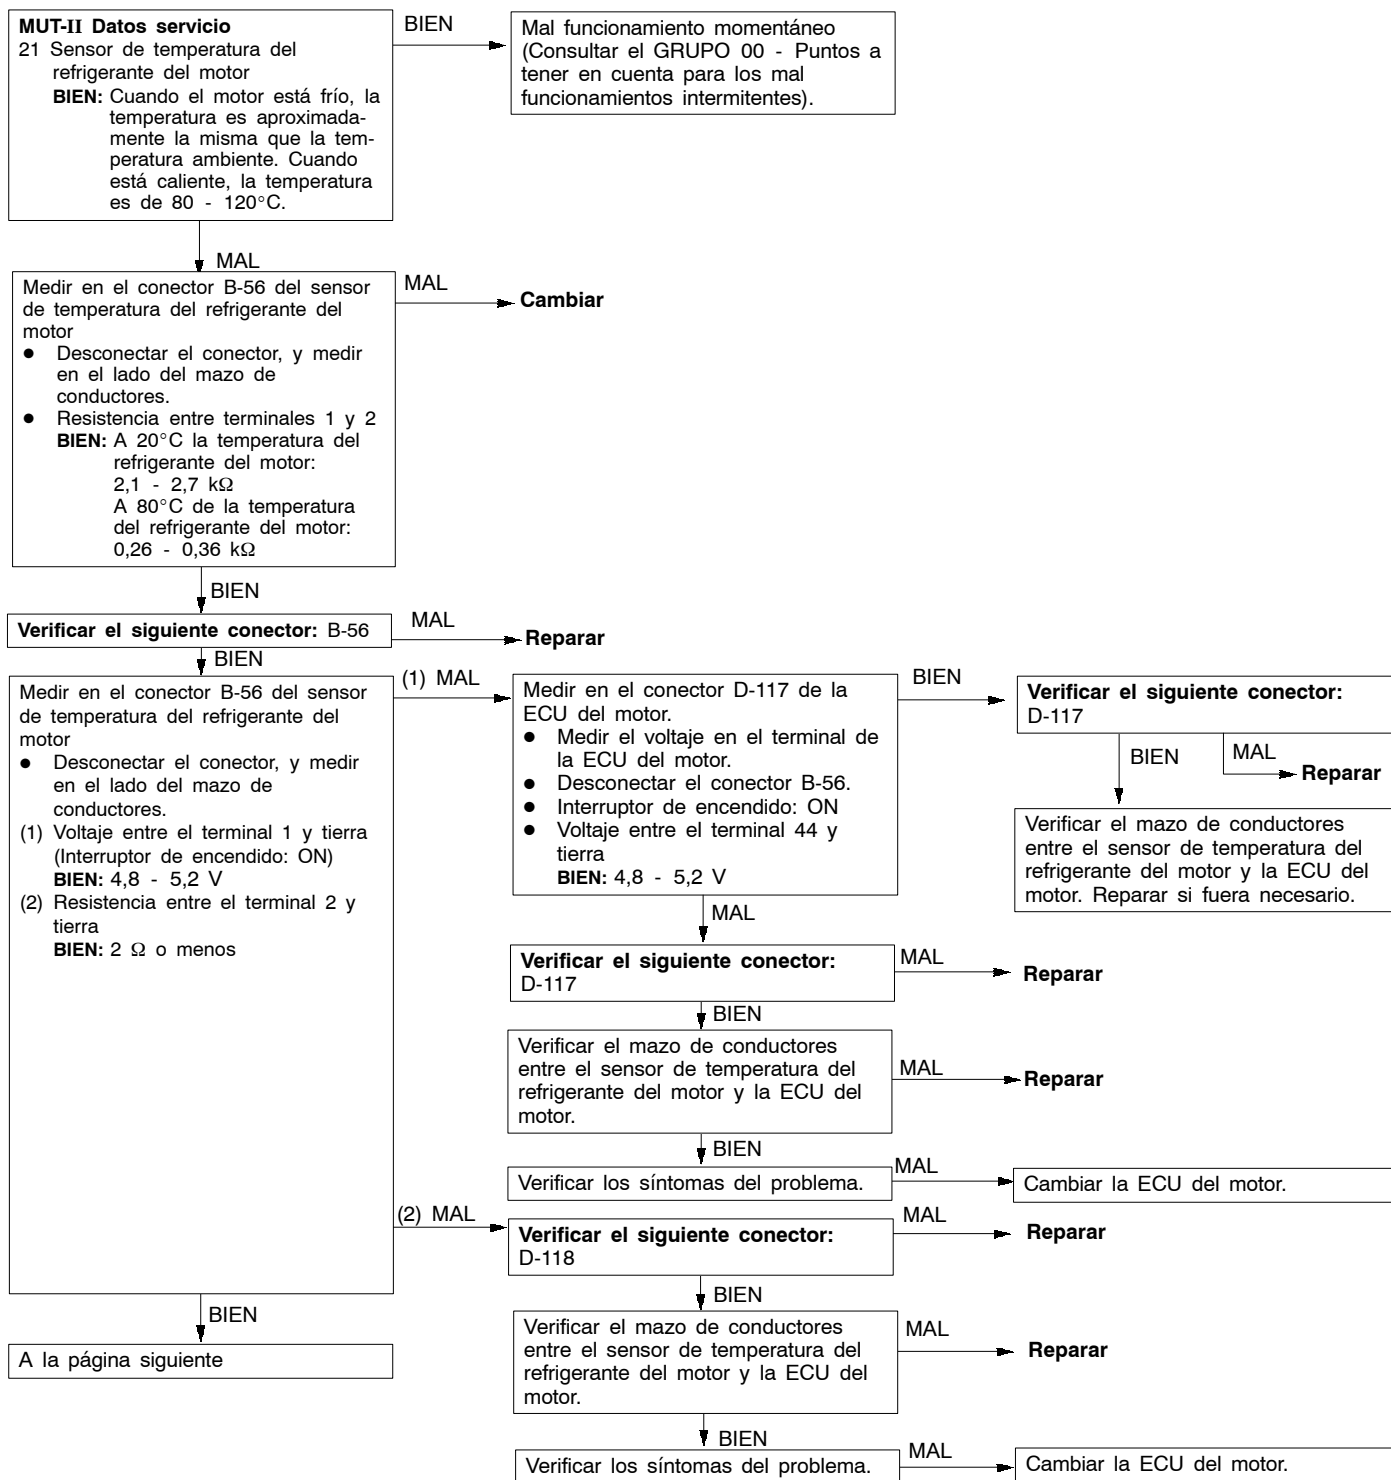 MUT-II Datos servicio
21 Sensor de temperatura del
refrigerante del motor
BIEN: Cuando el motor está frío, la
temperatura es aproximada-
mente la misma que la tem-
peratura ambiente. Cuando
está caliente, la temperatura
es de 80 - 120°C.
BIEN
Mal funcionamiento momentáneo
(Consultar el GRUPO 00 - Puntos a
tener en cuenta para los mal
funcionamientos intermitentes).
MAL
Medir en el conector B-56 del sensor
de temperatura del refrigerante del
motor
● Desconectar el conector, y medir
en el lado del mazo de
conductores.
● Resistencia entre terminales 1 y 2
BIEN: A 20°C la temperatura del
refrigerante del motor:
2,1 - 2,7 kΩ
A 80°C de la temperatura
del refrigerante del motor:
0,26 - 0,36 kΩ
MAL
Cambiar
BIEN
Verificar el siguiente conector: B-56
MAL
Reparar
BIEN
Medir en el conector B-56 del sensor
de temperatura del refrigerante del
motor
● Desconectar el conector, y medir
en el lado del mazo de
conductores.
(1) Voltaje entre el terminal 1 y tierra
(Interruptor de encendido: ON)
BIEN: 4,8 - 5,2 V
(2) Resistencia entre el terminal 2 y
tierra
BIEN: 2 Ω o menos
(1) MAL
Medir en el conector D-117 de la
ECU del motor.
● Medir el voltaje en el terminal de
la ECU del motor.
● Desconectar el conector B-56.
● Interruptor de encendido: ON
● Voltaje entre el terminal 44 y
tierra
BIEN: 4,8 - 5,2 V
BIEN
Verificar el siguiente conector:
D-117
BIEN
MAL
Reparar
Verificar el mazo de conductores
entre el sensor de temperatura del
refrigerante del motor y la ECU del
motor. Reparar si fuera necesario.
MAL
Verificar el siguiente conector:
D-117
MAL
Reparar
BIEN
Verificar el mazo de conductores
entre el sensor de temperatura del
refrigerante del motor y la ECU del
motor.
MAL
Reparar
BIEN
Verificar los síntomas del problema.
MAL
Cambiar la ECU del motor.
(2) MAL
Verificar el siguiente conector:
D-118
MAL
Reparar
BIEN
Verificar el mazo de conductores
entre el sensor de temperatura del
refrigerante del motor y la ECU del
motor.
MAL
Reparar
BIEN
Verificar los síntomas del problema.
MAL
Cambiar la ECU del motor.
BIEN
A la página siguiente